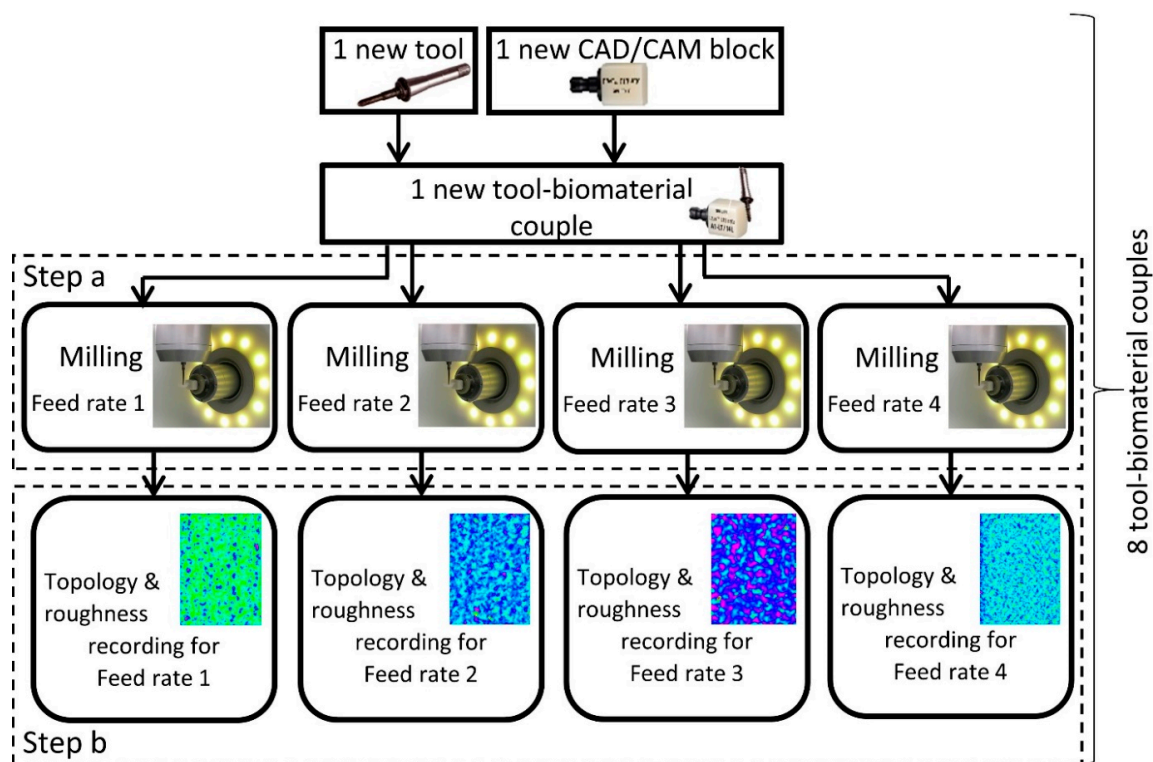 1 new tool
1 new CAD/CAM block
1 new tool-biomaterial
couple
Step a
Milling
Feed rate 1
Milling
Feed rate 2
Milling
Feed rate 3
Milling
Feed rate 4
Topology &
roughness
recording for
Feed rate 1
Topology &
roughness
recording for
Feed rate 2
Topology &
roughness
recording for
Feed rate 3
Topology &
roughness
recording for
Feed rate 4
Step b
8 tool-biomaterial couples